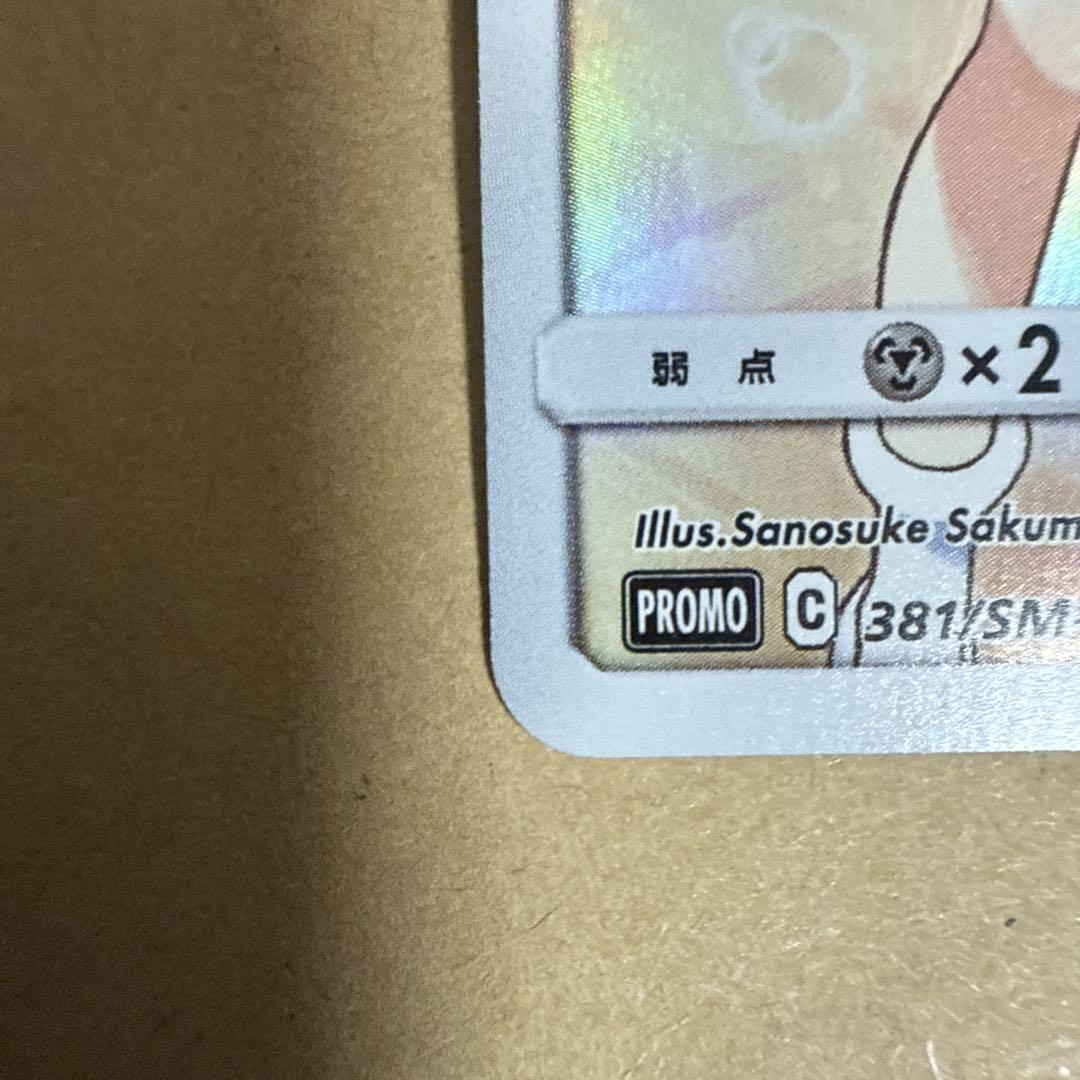 弱 点 ×2
Illus.Sanosuke Sakum
PROMO C 381/SM-